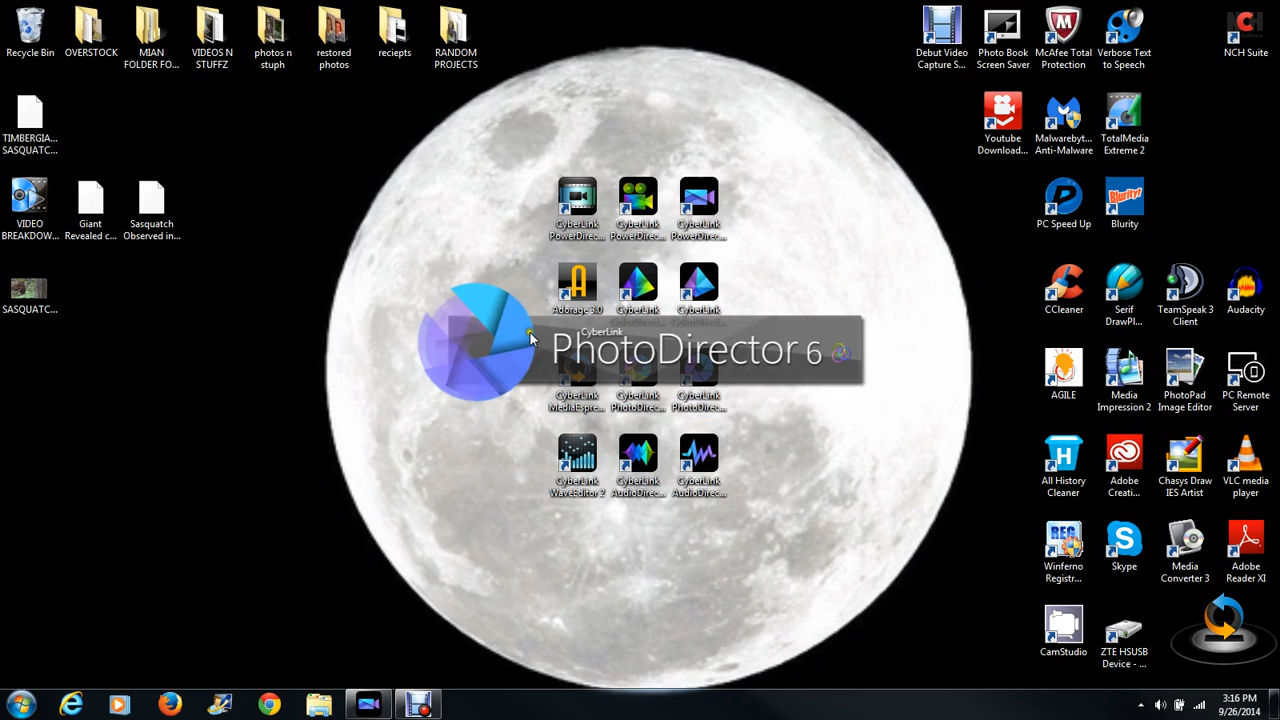 Recycle Bin
OVERSTOCK
MIAN
FOLDER FO...
VIDEOS N
STUFFZ
photos n
stuph
restored
photos
reciepts
RANDOM
PROJECTS
Debut Video
Capture S...
Photo Book
Screen Saver
McAfee Total
Protection
Verbose Text
to Speech
NCH Suite
TIMBERGIA...
SASQUATC...
Youtube
Download...
Malwarebyt...
Anti-Malware
TotalMedia
Extreme 2
VIDEO
BREAKDOW...
Giant
Revealed c...
Sasquatch
Observed in...
CyberLink
PowerDirec...
CyberLink
PowerDirec...
CyberLink
PowerDirec...
PC Speed Up
Blurity!
Blurity
SASQUATC...
Adorage 3.0
CyberLink
CyberLink
CCleaner
Serif
DrawPl...
TeamSpeak 3
Client
Audacity
CyberLink
PhotoDirector 6
CyberLink
MediaEspre...
CyberLink
PhotoDirec...
CyberLink
PhotoDirec...
AGILE
Media
Impression 2
PhotoPad
Image Editor
PC Remote
Server
CyberLink
WaveEditor 2
CyberLink
AudioDirec...
CyberLink
AudioDirec...
All History
Cleaner
Adobe
Creati...
Chasys Draw
IES Artist
VLC media
player
REG
Winferno
Registr...
Skype
Media
Converter 3
Adobe
Reader XI
CamStudio
ZTE HSUSB
Device - ...
3:16 PM
9/26/2014